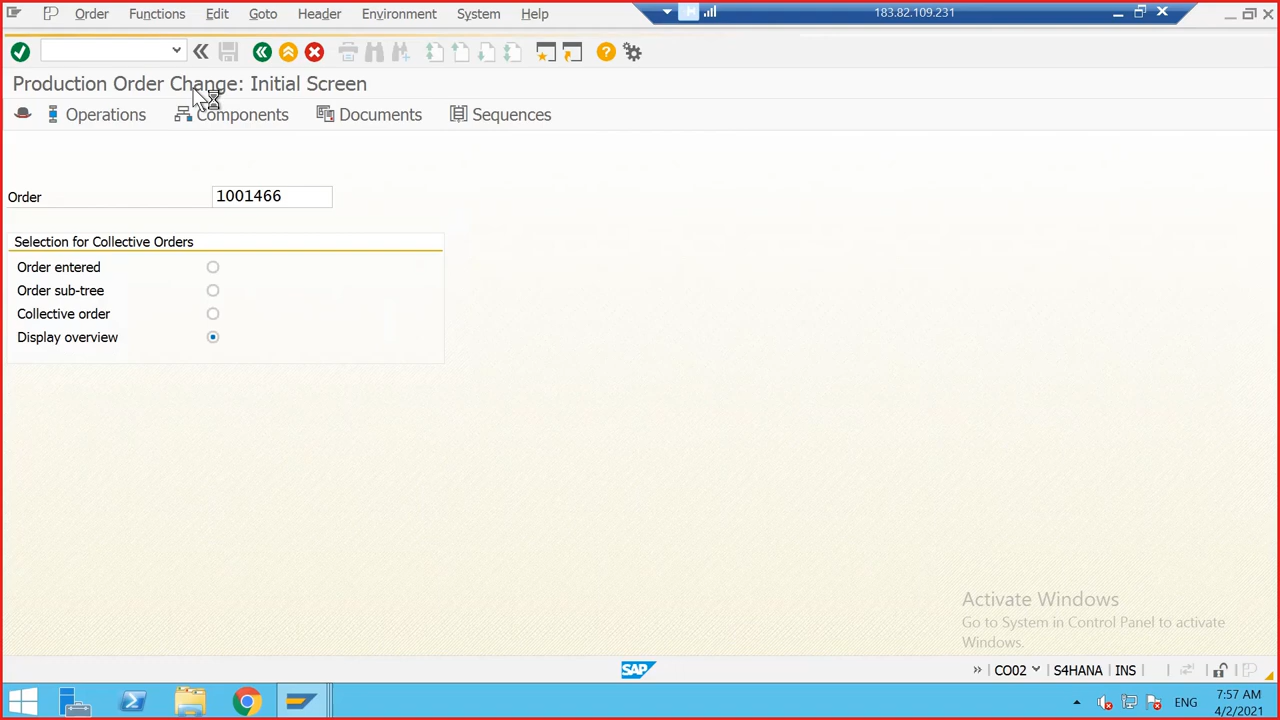 Order Functions Edit Goto Header Environment System Help
183.82.109.231
Production Order Change: Initial Screen
Operations Components Documents Sequences
Order 1001466
Selection for Collective Orders
Order entered
Order sub-tree
Collective order
Display overview
Activate Windows
Go to System in Control Panel to activate
Windows.
SAP
» CO02 S4HANA INS
ENG
7:57 AM
4/2/2021